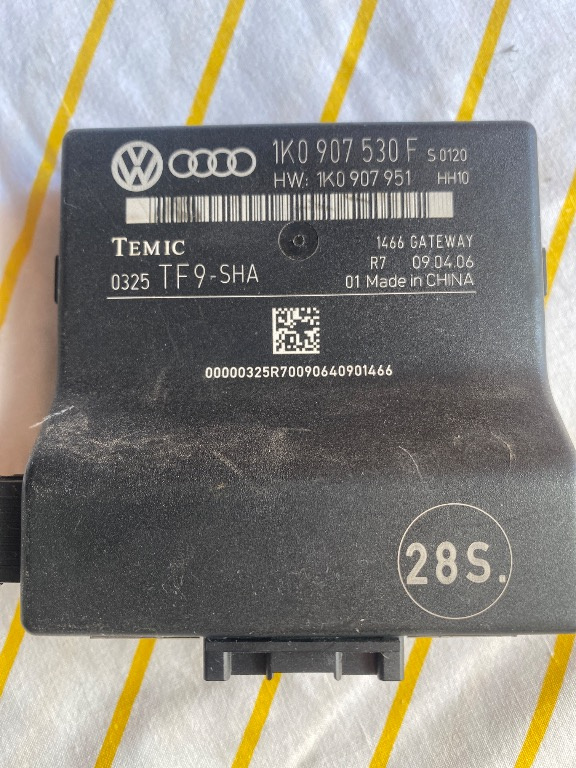 1K0 907 530 F S 0120
HW: 1K0 907 951 HH10
TEMIC
1466 GATEWAY
0325 TF9-SHA
R7 09.04.06
01 Made in CHINA
00000325R70090640901466
28S.